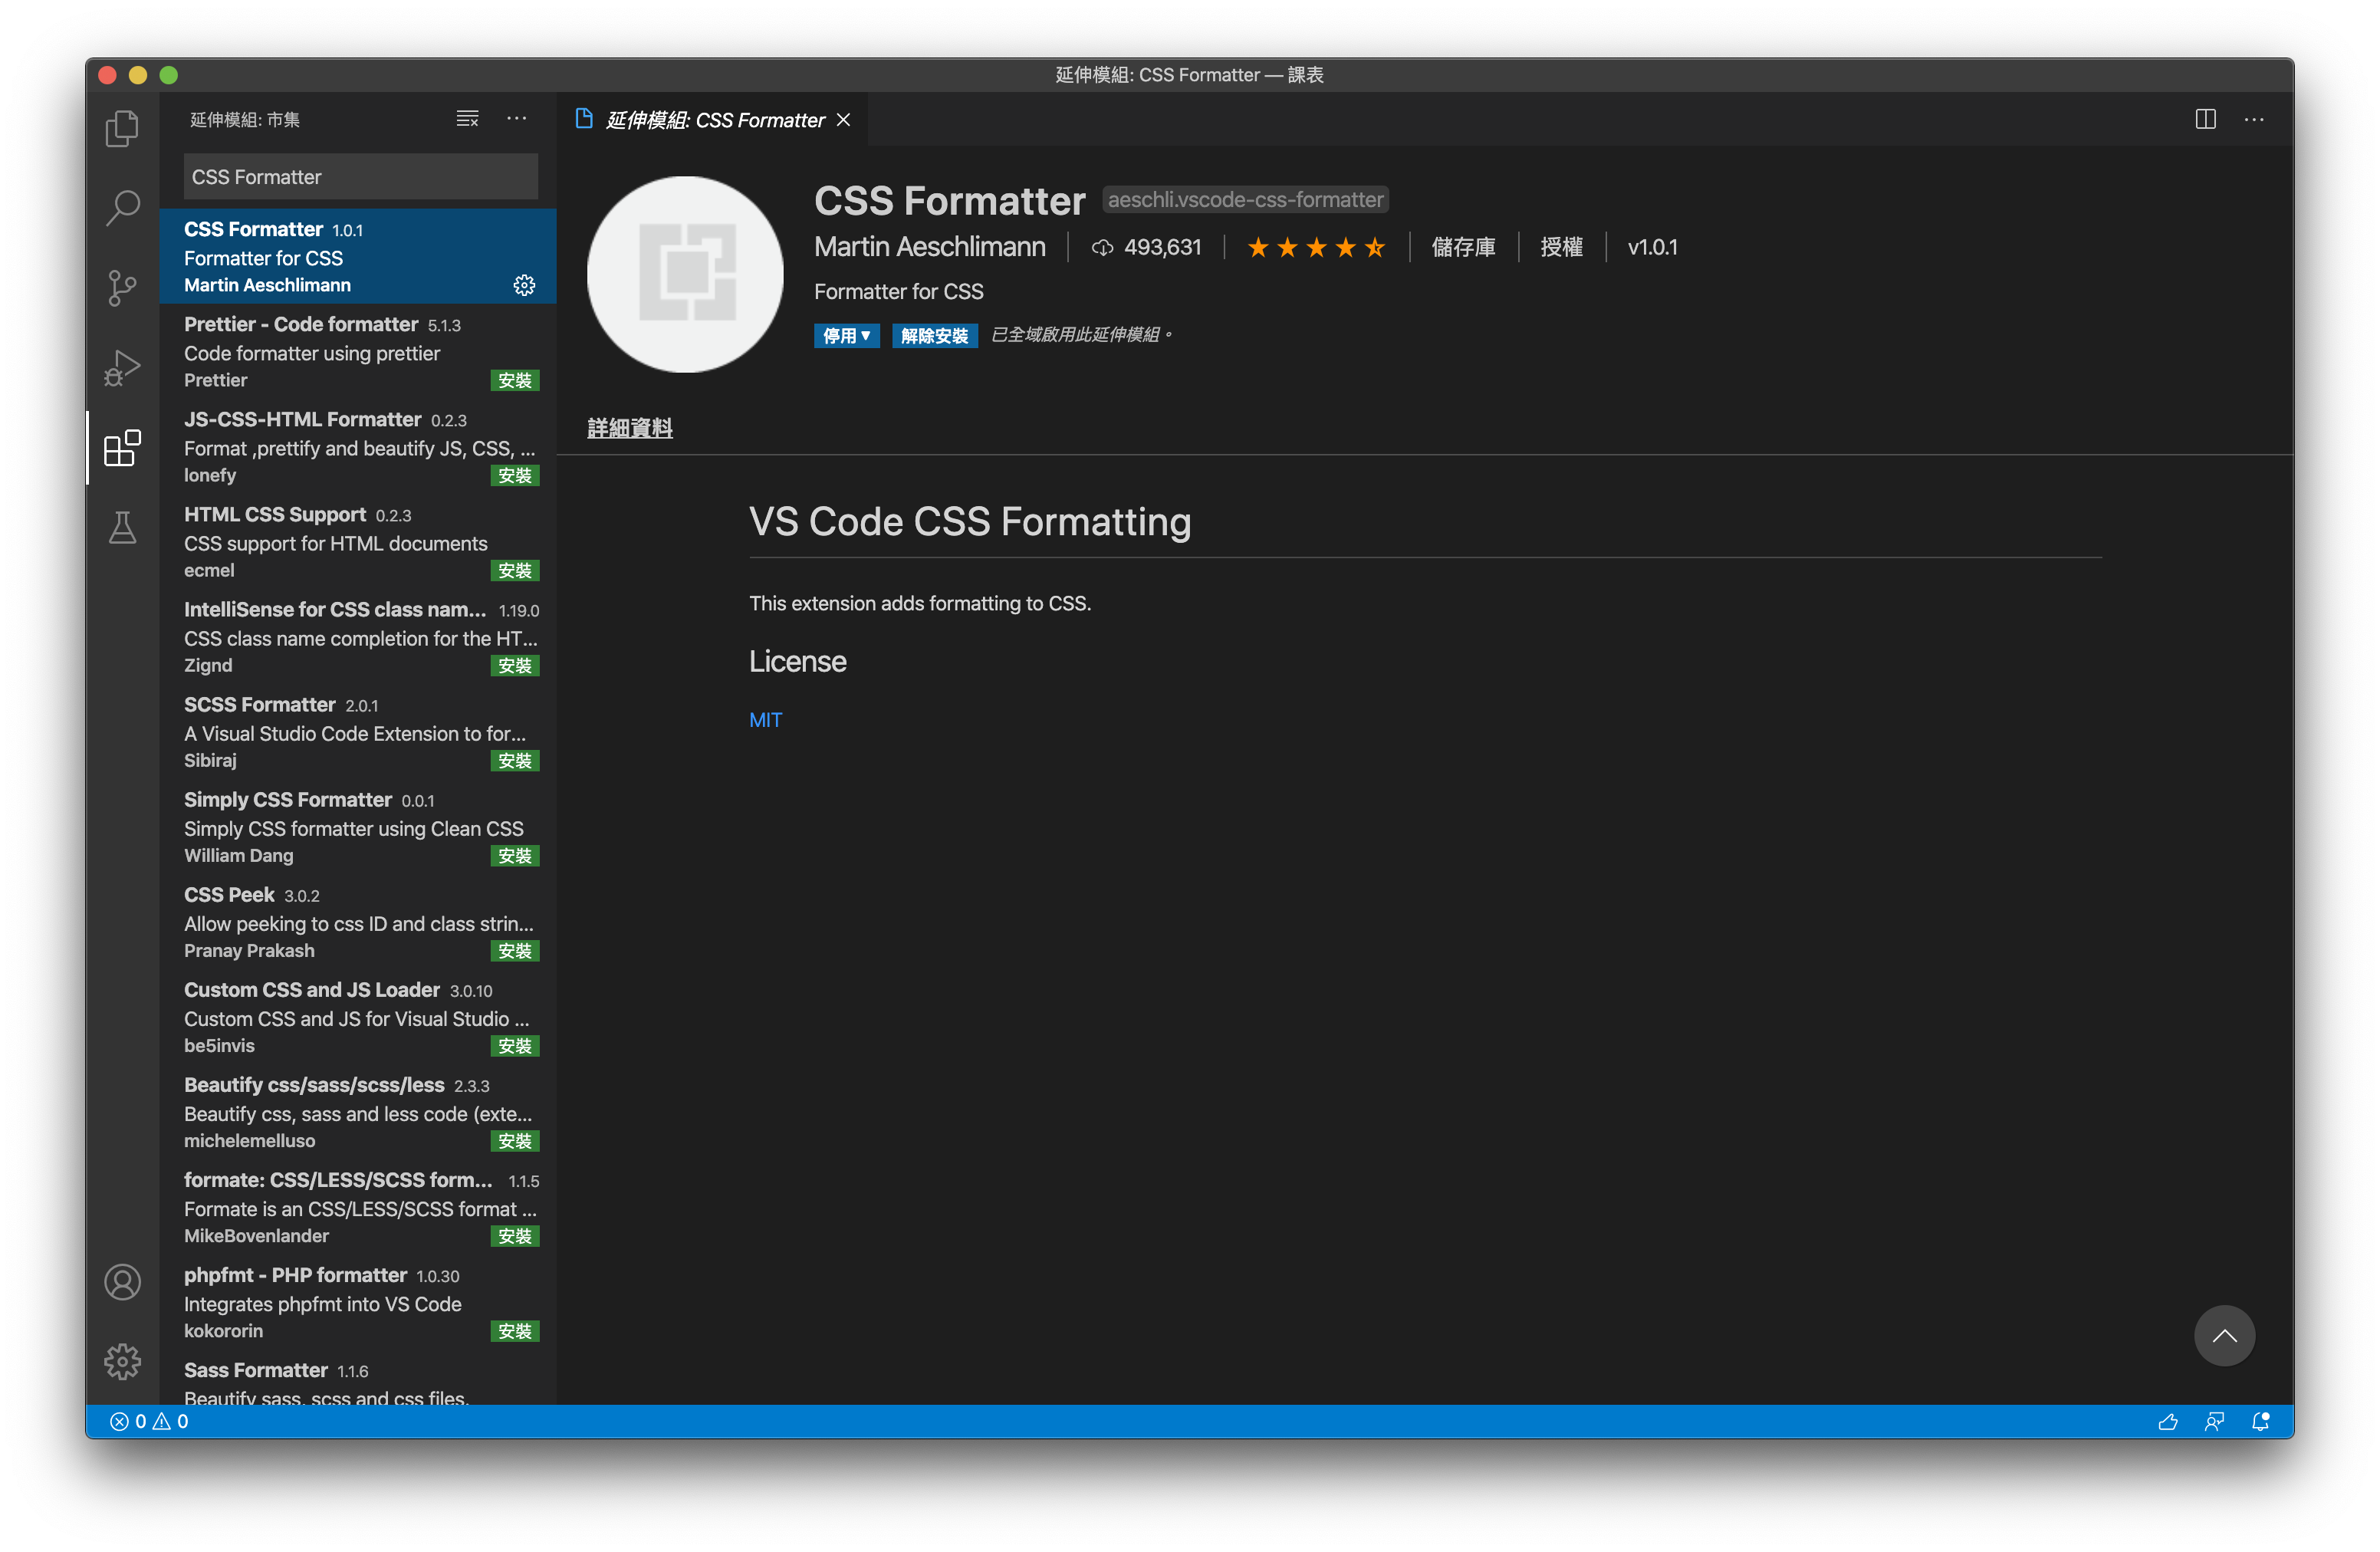 延伸模組: CSS Formatter — 課表
延伸模組: 市集
CSS Formatter
CSS Formatter 1.0.1
Formatter for CSS
Martin Aeschlimann
Prettier - Code formatter 5.1.3
Code formatter using prettier
Prettier 安裝
JS-CSS-HTML Formatter 0.2.3
Format ,prettify and beautify JS, CSS, ...
lonefy 安裝
HTML CSS Support 0.2.3
CSS support for HTML documents
ecmel 安裝
IntelliSense for CSS class nam... 1.19.0
CSS class name completion for the HT...
Zignd 安裝
SCSS Formatter 2.0.1
A Visual Studio Code Extension to for...
Sibiraj 安裝
Simply CSS Formatter 0.0.1
Simply CSS formatter using Clean CSS
William Dang 安裝
CSS Peek 3.0.2
Allow peeking to css ID and class strin...
Pranay Prakash 安裝
Custom CSS and JS Loader 3.0.10
Custom CSS and JS for Visual Studio ...
be5invis 安裝
Beautify css/sass/scss/less 2.3.3
Beautify css, sass and less code (exte...
michelemelluso 安裝
formate: CSS/LESS/SCSS form... 1.1.5
Formate is an CSS/LESS/SCSS format ...
MikeBovenlander 安裝
phpfmt - PHP formatter 1.0.30
Integrates phpfmt into VS Code
kokororin 安裝
Sass Formatter 1.1.6
Beautify sass, scss and css files.
延伸模組: CSS Formatter
CSS Formatter aeschli.vscode-css-formatter
Martin Aeschlimann 493,631 儲存庫 授權 v1.0.1
Formatter for CSS
停用▼ 解除安裝 已全域啟用此延伸模組。
詳細資料
VS Code CSS Formatting
This extension adds formatting to CSS.
License
MIT
0 0